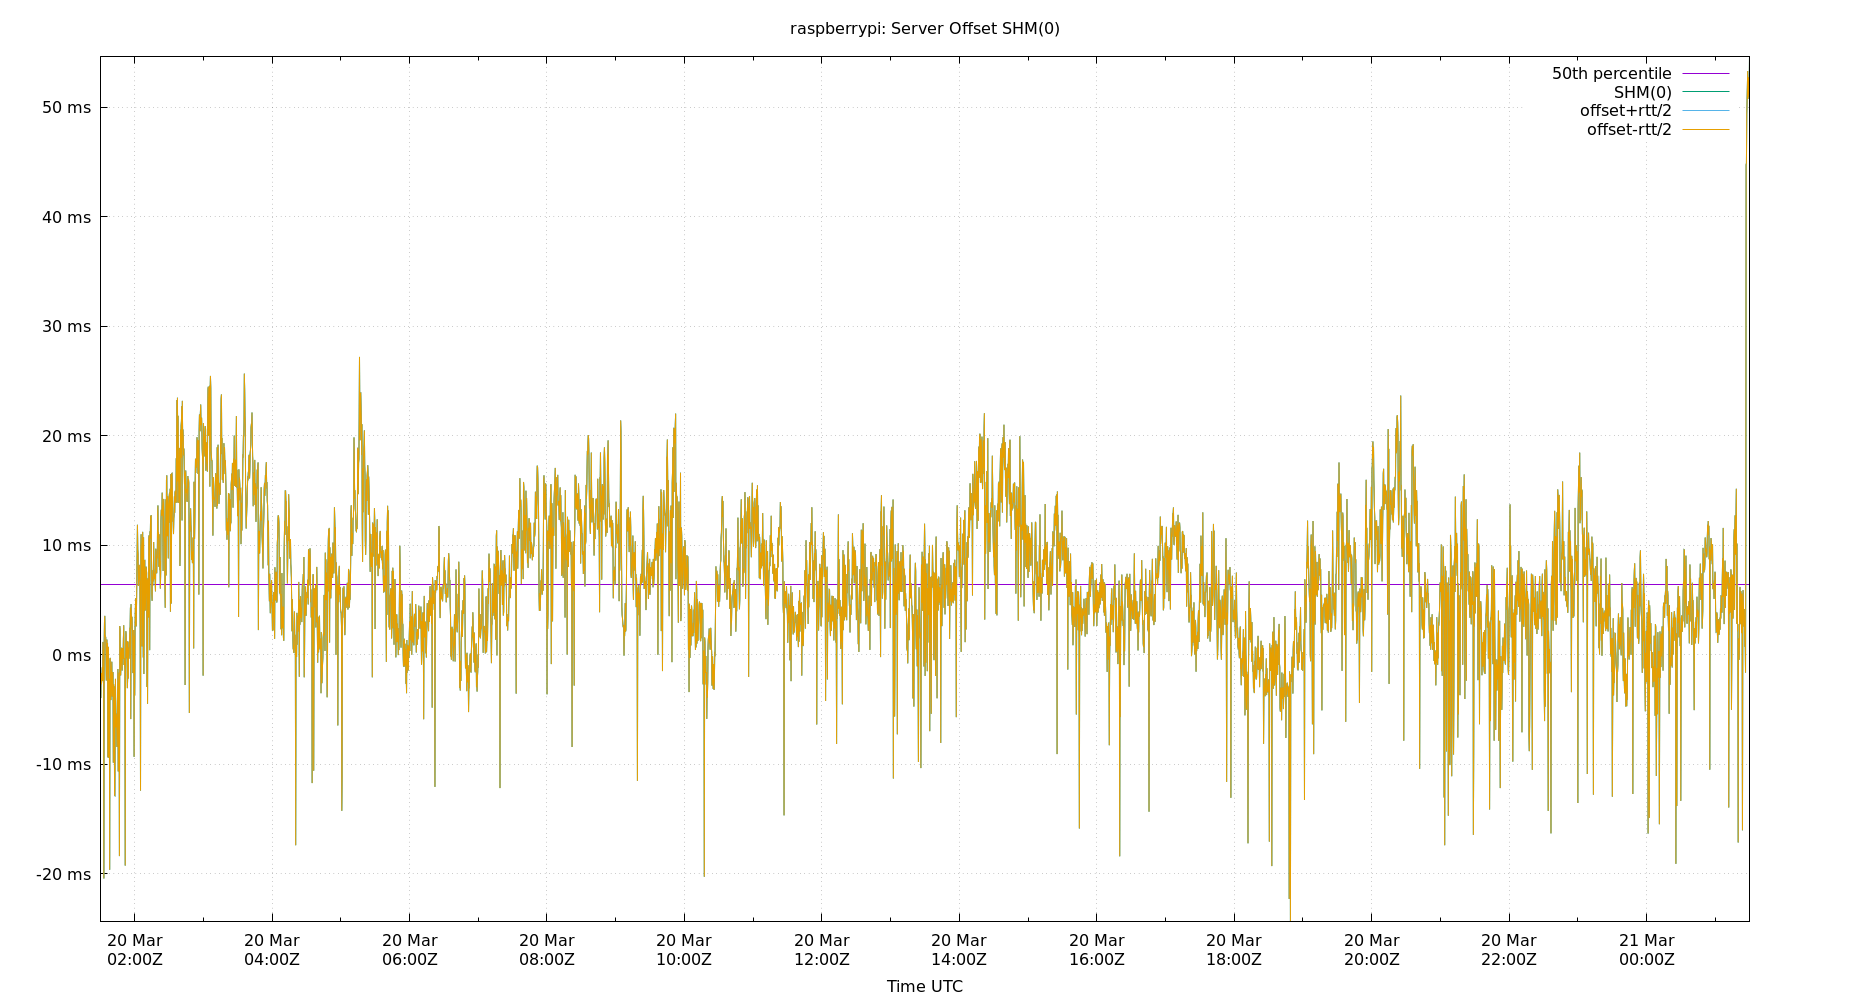 raspberrypi: Server Offset SHM(0)
50th percentile
SHM(0)
offset+rtt/2
offset-rtt/2
50 ms
40 ms
30 ms
20 ms
10 ms
0 ms
-10 ms
-20 ms
20 Mar 20 Mar 20 Mar 20 Mar 20 Mar 20 Mar 20 Mar 20 Mar 20 Mar 20 Mar 20 Mar 21 Mar
02:00Z 04:00Z 06:00Z 08:00Z 10:00Z 12:00Z 14:00Z 16:00Z 18:00Z 20:00Z 22:00Z 00:00Z
Time UTC